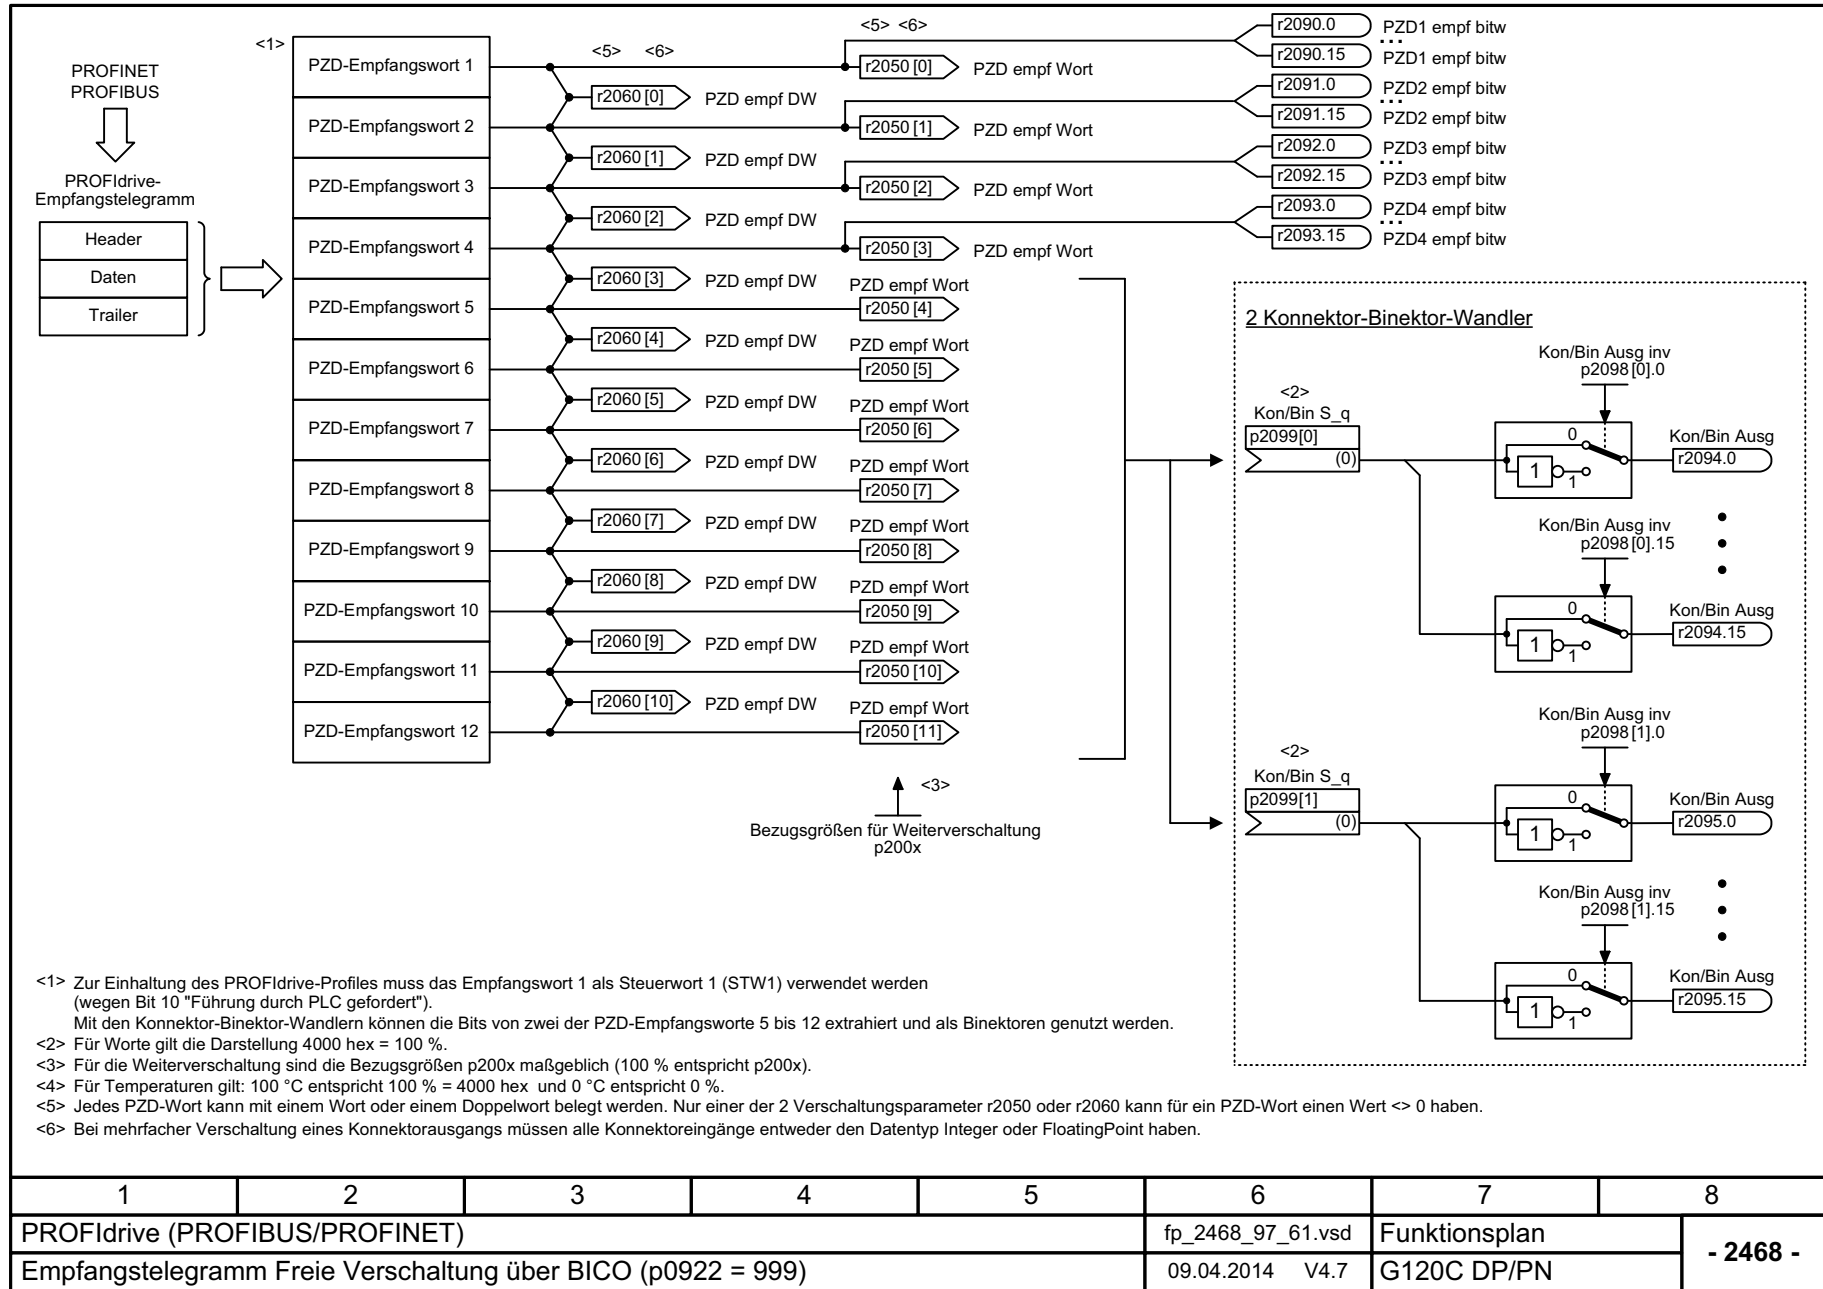 PROFINET
PROFIBUS
PROFIdrive-
Empfangstelegramm
Header
Daten
Trailer
<1>
PZD-Empfangswort 1
PZD-Empfangswort 2
PZD-Empfangswort 3
PZD-Empfangswort 4
PZD-Empfangswort 5
PZD-Empfangswort 6
PZD-Empfangswort 7
PZD-Empfangswort 8
PZD-Empfangswort 9
PZD-Empfangswort 10
PZD-Empfangswort 11
PZD-Empfangswort 12
<5> <6>
r2060 [0] PZD empf DW
r2060 [1] PZD empf DW
r2060 [2] PZD empf DW
r2060 [3] PZD empf DW
r2060 [4] PZD empf DW
r2060 [5] PZD empf DW
r2060 [6] PZD empf DW
r2060 [7] PZD empf DW
r2060 [8] PZD empf DW
r2060 [9] PZD empf DW
r2060 [10] PZD empf DW
<5> <6>
r2050 [0] PZD empf Wort
r2050 [1] PZD empf Wort
r2050 [2] PZD empf Wort
r2050 [3] PZD empf Wort
PZD empf Wort
r2050 [4]
PZD empf Wort
r2050 [5]
PZD empf Wort
r2050 [6]
PZD empf Wort
r2050 [7]
PZD empf Wort
r2050 [8]
PZD empf Wort
r2050 [9]
PZD empf Wort
r2050 [10]
PZD empf Wort
r2050 [11]
<3>
Bezugsgrößen für Weiterverschaltung
p200x
r2090.0 PZD1 empf bitw
...
r2090.15 PZD1 empf bitw
r2091.0 PZD2 empf bitw
...
r2091.15 PZD2 empf bitw
r2092.0 PZD3 empf bitw
...
r2092.15 PZD3 empf bitw
r2093.0 PZD4 empf bitw
...
r2093.15 PZD4 empf bitw
2 Konnektor-Binektor-Wandler
<2>
Kon/Bin S_q
p2099[0]
(0)
Kon/Bin Ausg inv
p2098 [0].0
0
1
1
Kon/Bin Ausg
r2094.0
Kon/Bin Ausg inv
p2098 [0].15
0
1
1
Kon/Bin Ausg
r2094.15
<2>
Kon/Bin S_q
p2099[1]
(0)
Kon/Bin Ausg inv
p2098 [1].0
0
1
1
Kon/Bin Ausg
r2095.0
Kon/Bin Ausg inv
p2098 [1].15
0
1
1
Kon/Bin Ausg
r2095.15
<1> Zur Einhaltung des PROFIdrive-Profiles muss das Empfangswort 1 als Steuerwort 1 (STW1) verwendet werden
(wegen Bit 10 "Führung durch PLC gefordert").
Mit den Konnektor-Binektor-Wandlern können die Bits von zwei der PZD-Empfangsworte 5 bis 12 extrahiert und als Binektoren genutzt werden.
<2> Für Worte gilt die Darstellung 4000 hex = 100 %.
<3> Für die Weiterverschaltung sind die Bezugsgrößen p200x maßgeblich (100 % entspricht p200x).
<4> Für Temperaturen gilt: 100 °C entspricht 100 % = 4000 hex und 0 °C entspricht 0 %.
<5> Jedes PZD-Wort kann mit einem Wort oder einem Doppelwort belegt werden. Nur einer der 2 Verschaltungsparameter r2050 oder r2060 kann für ein PZD-Wort einen Wert <> 0 haben.
<6> Bei mehrfacher Verschaltung eines Konnektorausgangs müssen alle Konnektoreingänge entweder den Datentyp Integer oder FloatingPoint haben.
1 2 3 4 5 6 7 8
PROFIdrive (PROFIBUS/PROFINET) fp_2468_97_61.vsd Funktionsplan
- 2468 -
Empfangstelegramm Freie Verschaltung über BICO (p0922 = 999) 09.04.2014 V4.7 G120C DP/PN